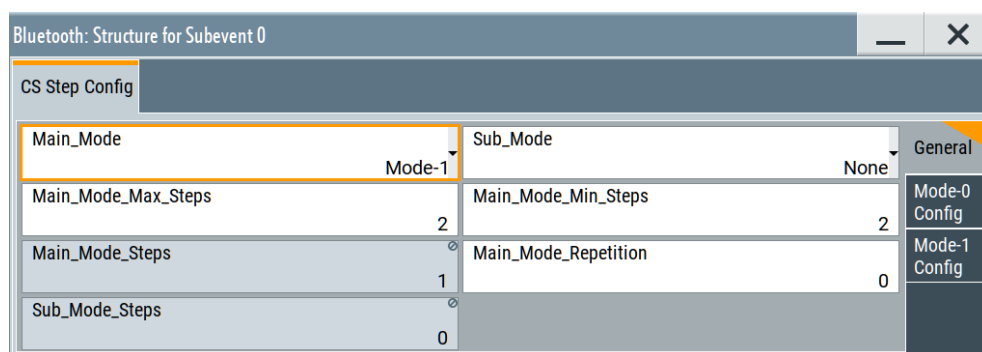 Bluetooth: Structure for Subevent 0
CS Step Config
Main_Mode
Mode-1
Sub_Mode
None
General
Main_Mode_Max_Steps
2
Main_Mode_Min_Steps
2
Mode-0
Config
Main_Mode_Steps
1
Main_Mode_Repetition
0
Mode-1
Config
Sub_Mode_Steps
0